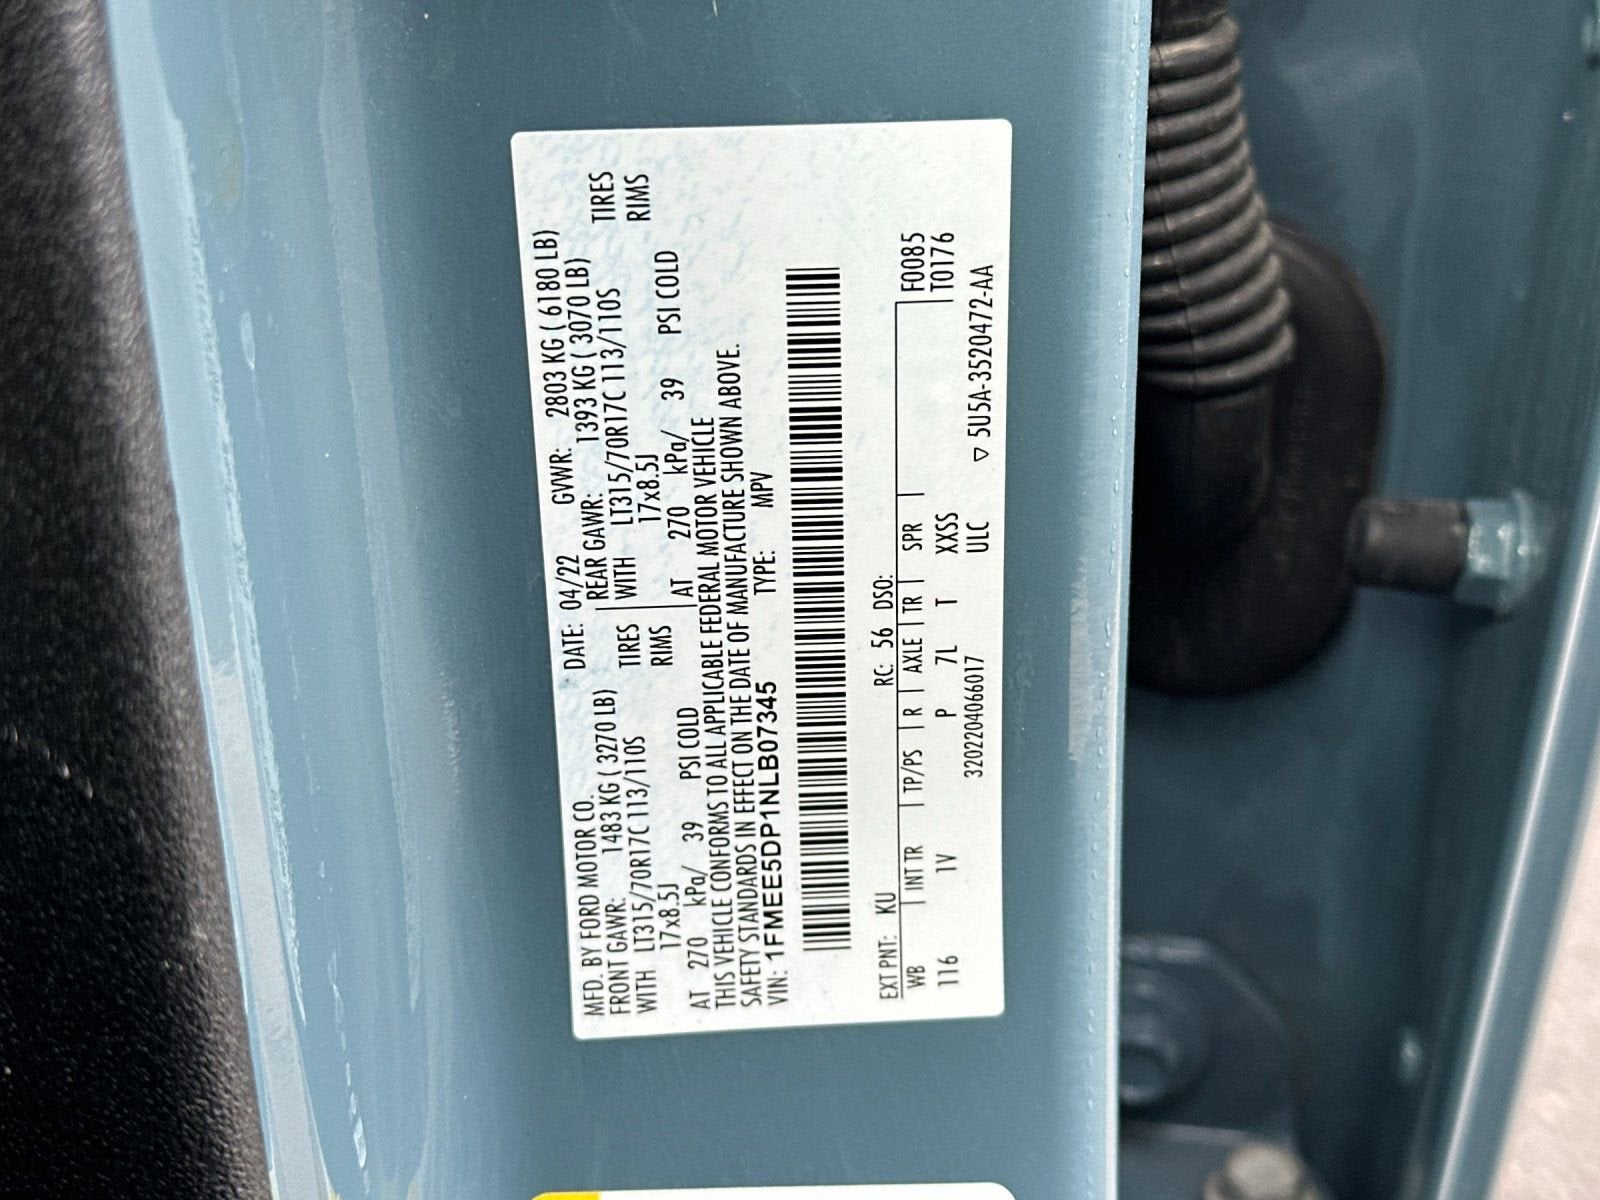 MFD. BY FORD MOTOR CO.
DATE: 04/22 GVWR: 2803 KG ( 6180 LB)
FRONT GAWR: 1483 KG ( 3270 LB) REAR GAWR: 1393 KG ( 3070 LB)
WITH LT315/70R17C 113/110S TIRES WITH LT315/70R17C 113/110S TIRES
17x8.5J RIMS 17x8.5J RIMS
AT 270 kPa/ 39 PSI COLD AT 270 kPa/ 39 PSI COLD
THIS VEHICLE CONFORMS TO ALL APPLICABLE FEDERAL MOTOR VEHICLE
SAFETY STANDARDS IN EFFECT ON THE DATE OF MANUFACTURE SHOWN ABOVE.
VIN: 1FMEE5DP1NLB07345 TYPE: MPV
EXT PNT: KU RC: 56 DSO: F0085
WB INT TR TP/PS R AXLE TR SPR T0176
116 1V P 7L T XXSS
3202204066017 ULC ▽ 5U5A-3520472-AA